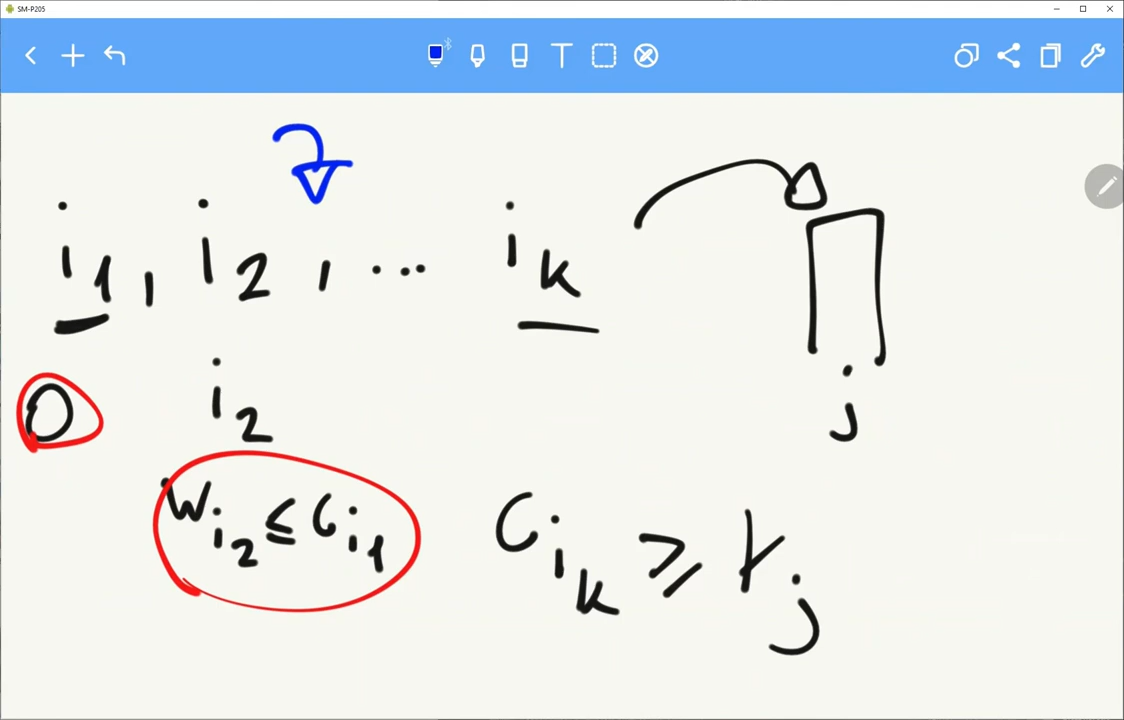 SM-P205
T
i1, i2, ... ik
0 i2
j
Wi2 ≤ Ci1
Cik ≥ rj